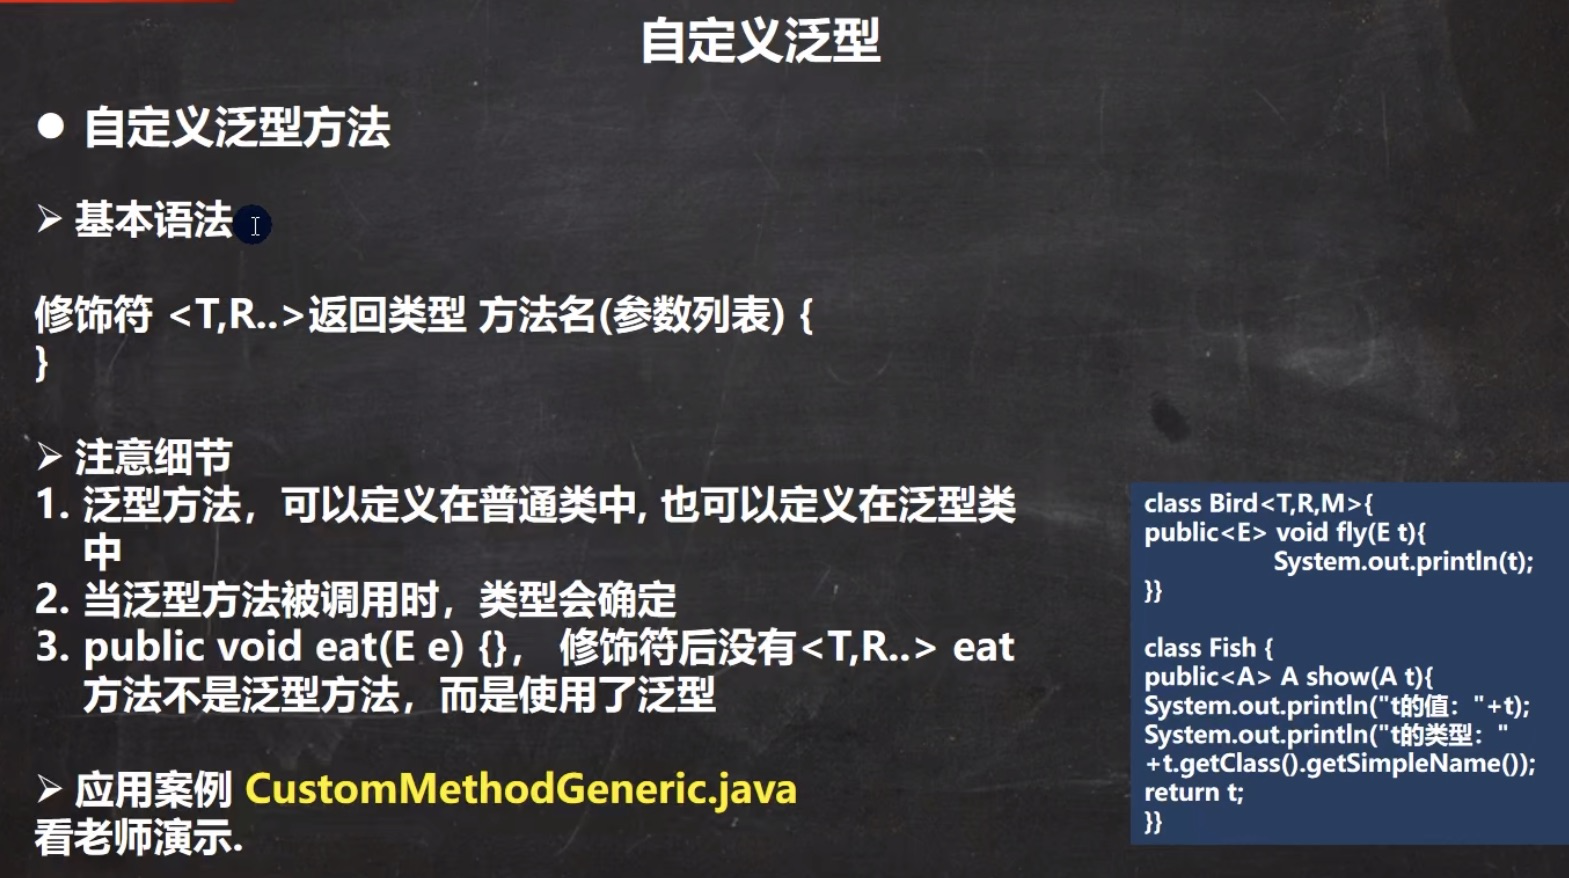 自定义泛型
● 自定义泛型方法
➢ 基本语法
修饰符 <T,R..>返回类型 方法名(参数列表) {
}
➢ 注意细节
1. 泛型方法，可以定义在普通类中, 也可以定义在泛型类
中
2. 当泛型方法被调用时，类型会确定
3. public void eat(E e) {}， 修饰符后没有<T,R..> eat
方法不是泛型方法，而是使用了泛型
➢ 应用案例 CustomMethodGeneric.java
看老师演示.
class Bird<T,R,M>{
public<E> void fly(E t){
System.out.println(t);
}}
class Fish {
public<A> A show(A t){
System.out.println("t的值："+t);
System.out.println("t的类型："
+t.getClass().getSimpleName());
return t;
}}